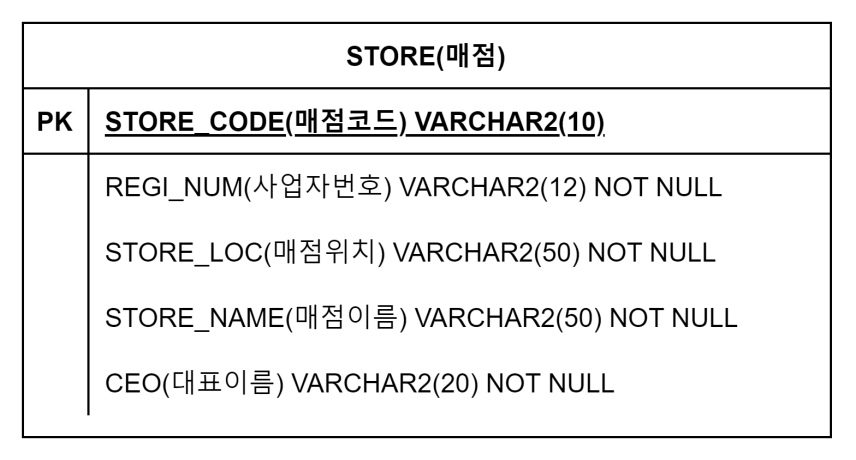 STORE(매점)
PK STORE_CODE(매점코드) VARCHAR2(10)
REGI_NUM(사업자번호) VARCHAR2(12) NOT NULL
STORE_LOC(매점위치) VARCHAR2(50) NOT NULL
STORE_NAME(매점이름) VARCHAR2(50) NOT NULL
CEO(대표이름) VARCHAR2(20) NOT NULL